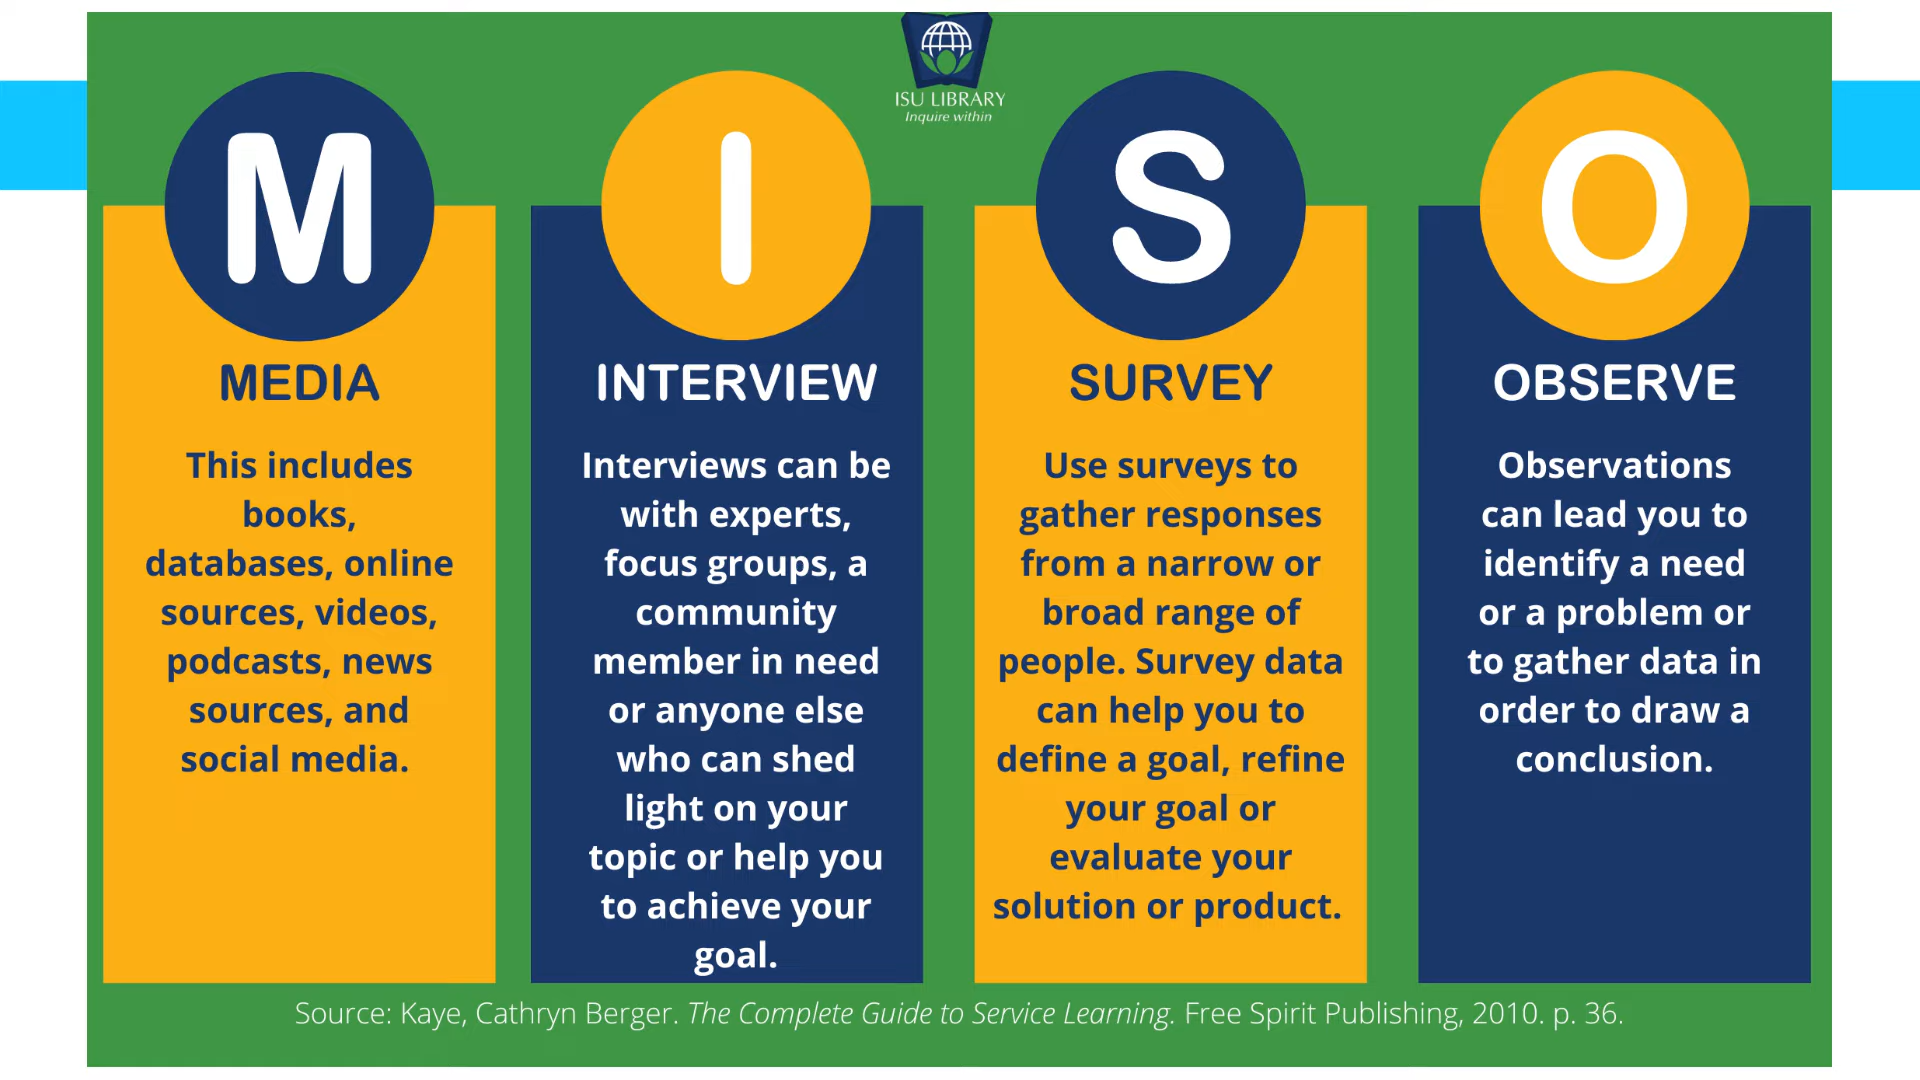 ISU LIBRARY
Inquire within
M
MEDIA
This includes
books,
databases, online
sources, videos,
podcasts, news
sources, and
social media.
I
INTERVIEW
Interviews can be
with experts,
focus groups, a
community
member in need
or anyone else
who can shed
light on your
topic or help you
to achieve your
goal.
S
SURVEY
Use surveys to
gather responses
from a narrow or
broad range of
people. Survey data
can help you to
define a goal, refine
your goal or
evaluate your
solution or product.
O
OBSERVE
Observations
can lead you to
identify a need
or a problem or
to gather data in
order to draw a
conclusion.
Source: Kaye, Cathryn Berger. The Complete Guide to Service Learning. Free Spirit Publishing, 2010. p. 36.